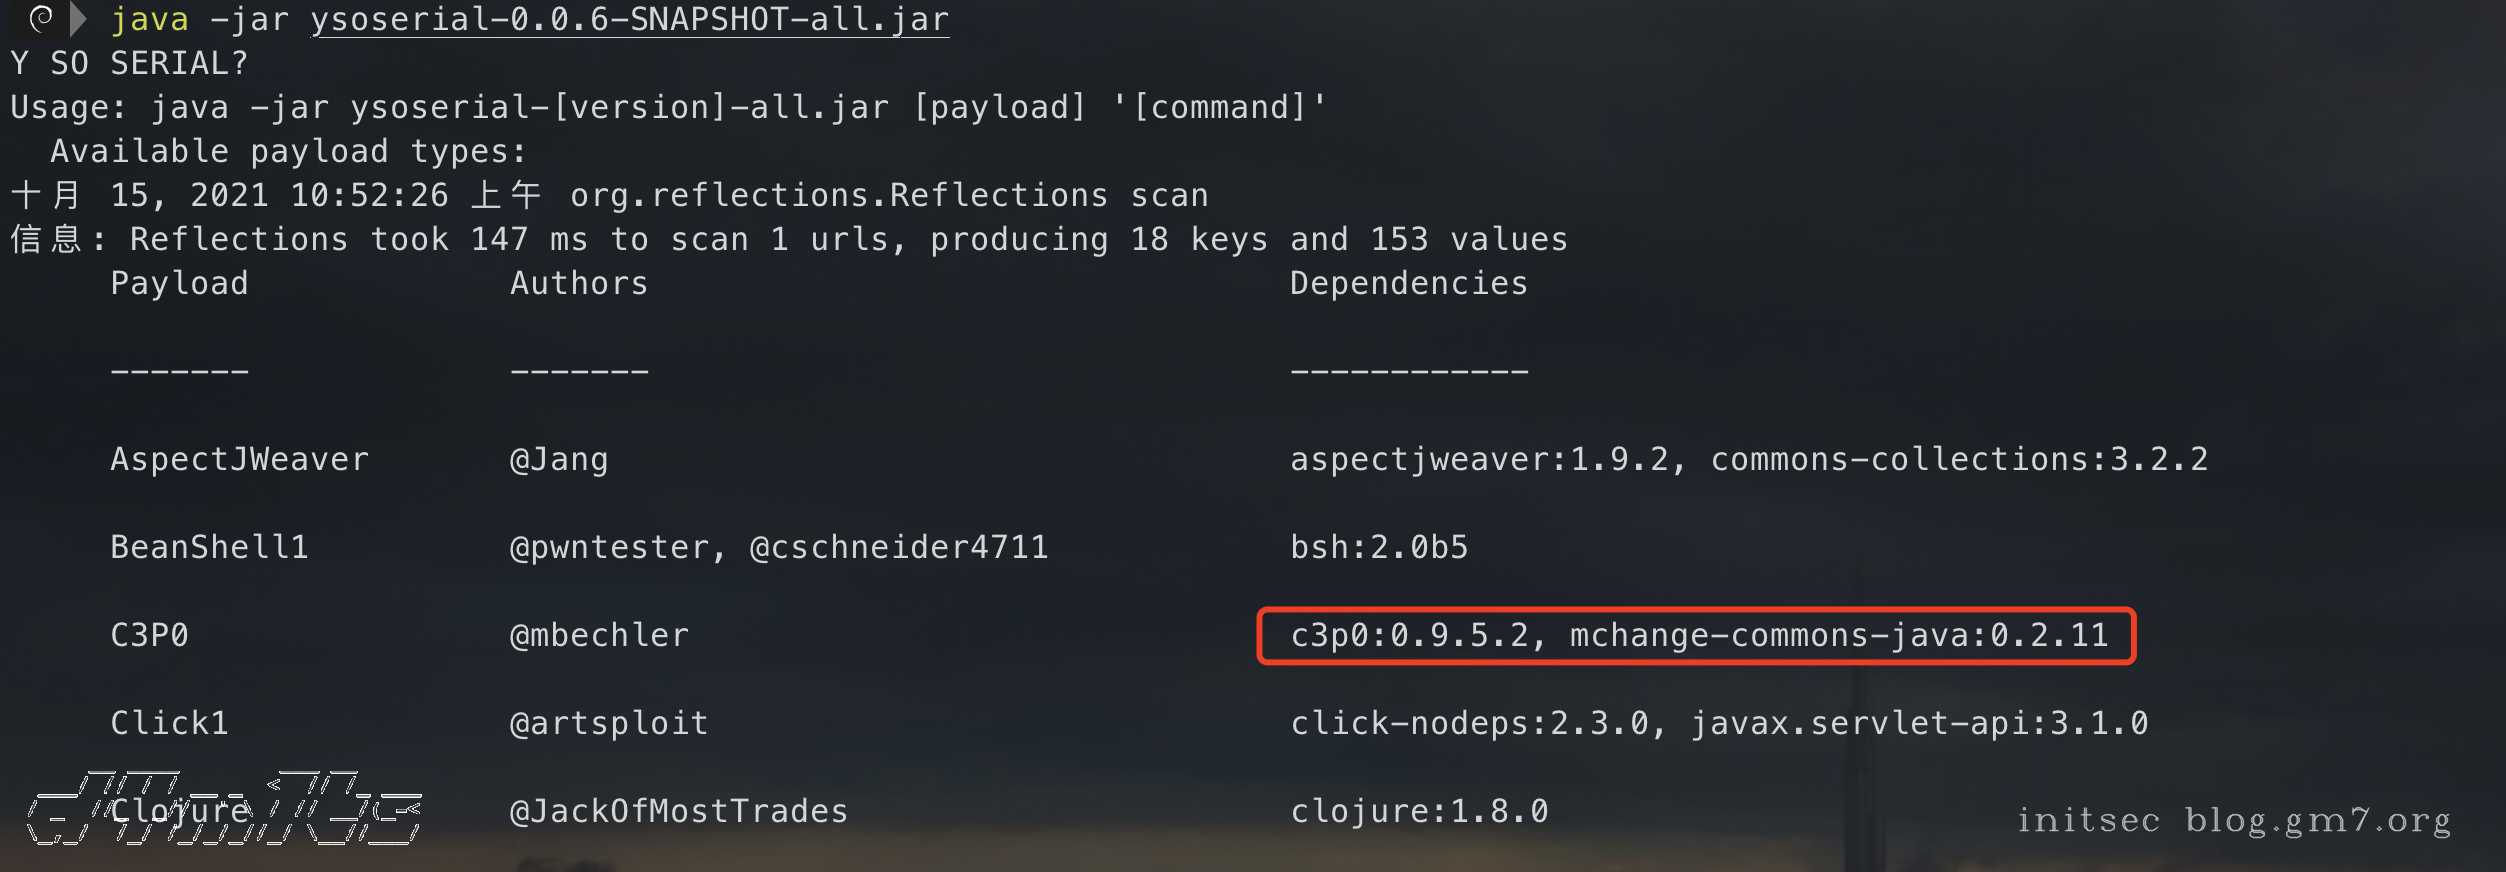 java -jar ysoserial-0.0.6-SNAPSHOT-all.jar
Y SO SERIAL?
Usage: java -jar ysoserial-[version]-all.jar [payload] '[command]'
Available payload types:
十月 15, 2021 10:52:26 上午 org.reflections.Reflections scan
信息: Reflections took 147 ms to scan 1 urls, producing 18 keys and 153 values
Payload Authors Dependencies
------- ------- ------------
AspectJWeaver @Jang aspectjweaver:1.9.2, commons-collections:3.2.2
BeanShell1 @pwntester, @cschneider4711 bsh:2.0b5
C3P0 @mbechler c3p0:0.9.5.2, mchange-commons-java:0.2.11
Click1 @artsploit click-nodeps:2.3.0, javax.servlet-api:3.1.0
Clojure @JackOfMostTrades clojure:1.8.0
initsec blog.gm7.org